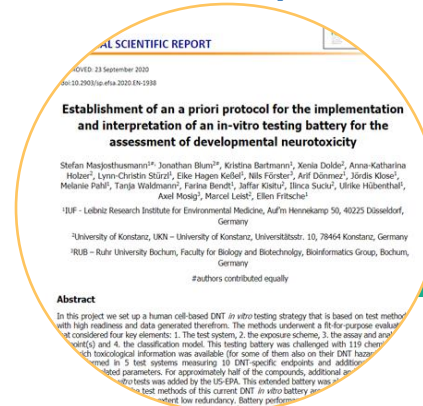 AL SCIENTIFIC REPORT
OVED: 23 September 2020
doi:10.2903/sp.efsa.2020.EN-1938
Establishment of an a priori protocol for the implementation
and interpretation of an in-vitro testing battery for the
assessment of developmental neurotoxicity
Stefan Masjosthusmann¹#, Jonathan Blum²#, Kristina Bartmann¹, Xenia Dolde², Anna-Katharina
Holzer², Lynn-Christin Stürzl¹, Eike Hagen Keßel¹, Nils Förster³, Arif Dönmez¹, Jördis Klose¹,
Melanie Pahl¹, Tanja Waldmann², Farina Bendt¹, Jaffar Kisitu², Ilinca Suciu², Ulrike Hübenthal¹,
Axel Mosig³, Marcel Leist², Ellen Fritsche¹
¹IUF - Leibniz Research Institute for Environmental Medicine, Auf'm Hennekamp 50, 40225 Düsseldorf,
Germany
²University of Konstanz, UKN – University of Konstanz, Universitätsstr. 10, 78464 Konstanz, Germany
³RUB – Ruhr University Bochum, Faculty for Biology and Biotechnolgy, Bioinformatics Group, Bochum,
Germany
#authors contributed equally
Abstract
In this project we set up a human cell-based DNT in vitro testing strategy that is based on test metho
with high readiness and data generated therefrom. The methods underwent a fit-for-purpose evaluat
at considered four key elements: 1. The test system, 2. the exposure scheme, 3. the assay and anal
point(s) and 4. the classification model. This testing battery was challenged with 119 chem
ich toxicological information was available (for some of them also on their DNT hazar
rmed in 5 test systems measuring 10 DNT-specific endpoints and addition
lated parameters. For approximately half of the compounds, additional
vitro tests was added by the US-EPA. This extended battery was
the test methods of this current DNT in vitro battery
xtent low redundancy. Battery perform